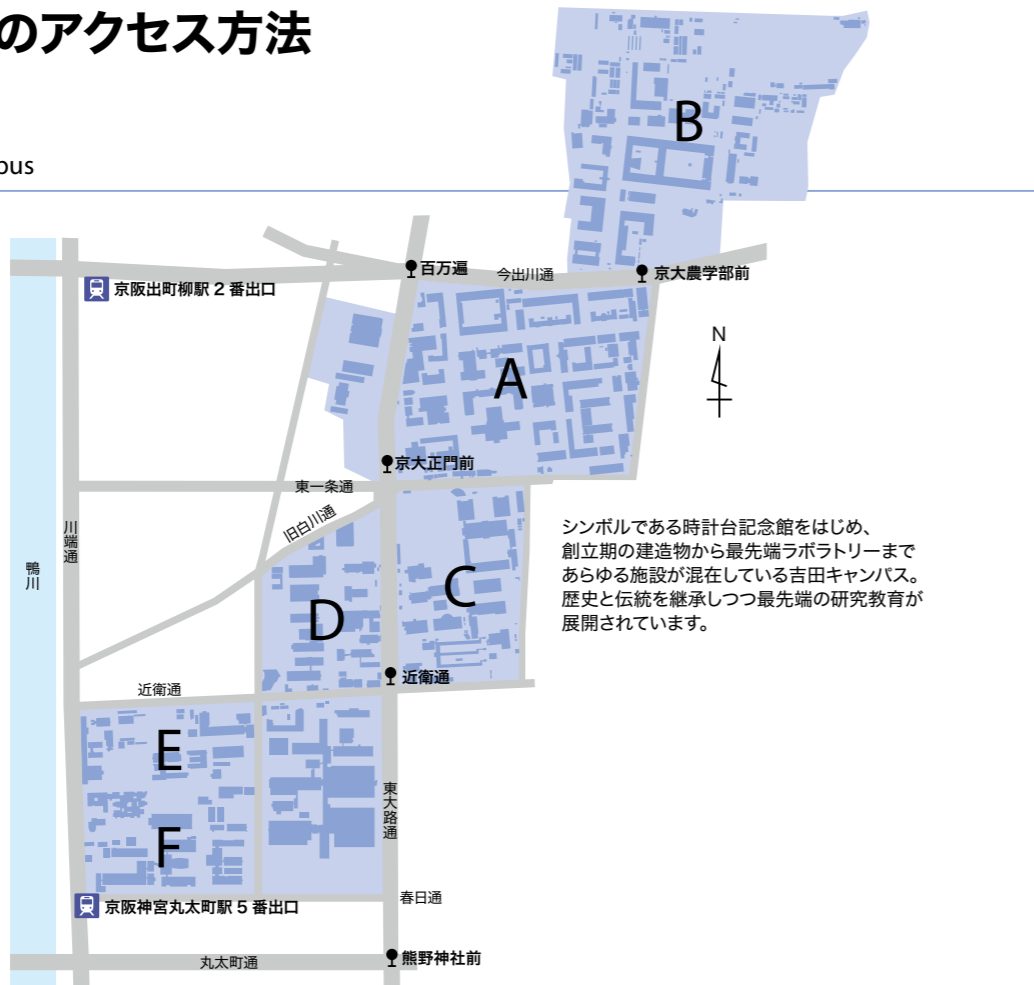 のアクセス方法
bus
B
百万遍
今出川通
京大農学部前
京阪出町柳駅 2 番出口
N
A
京大正門前
東一条通
旧白川通
川端通
鴨川
シンボルである時計台記念館をはじめ、
創立期の建造物から最先端ラボラトリーまで
あらゆる施設が混在している吉田キャンパス。
歴史と伝統を継承しつつ最先端の研究教育が
展開されています。
C
D
近衛通
近衛通
E
東大路通
F
春日通
京阪神宮丸太町駅 5 番出口
丸太町通
熊野神社前